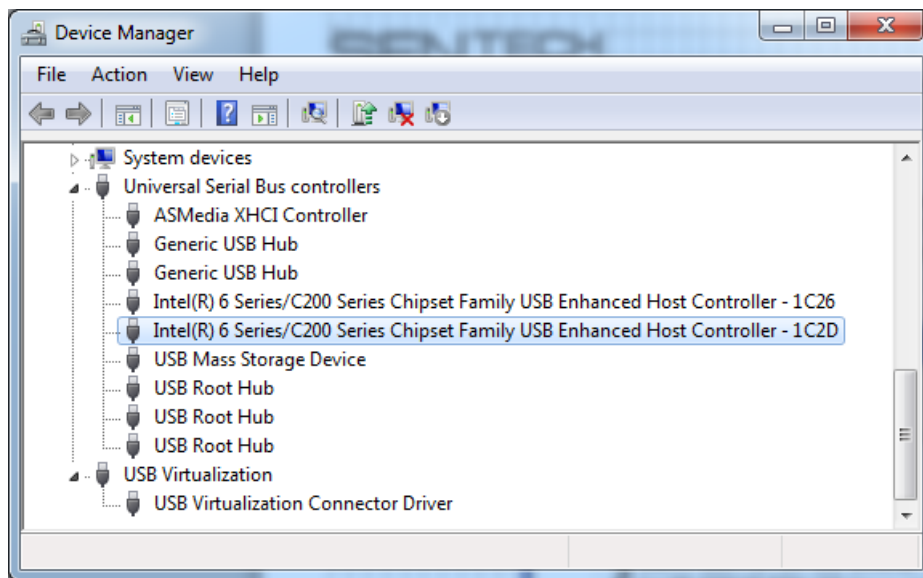 Device Manager
SENTECH
File Action View Help
System devices
Universal Serial Bus controllers
ASMedia XHCI Controller
Generic USB Hub
Generic USB Hub
Intel(R) 6 Series/C200 Series Chipset Family USB Enhanced Host Controller - 1C26
Intel(R) 6 Series/C200 Series Chipset Family USB Enhanced Host Controller - 1C2D
USB Mass Storage Device
USB Root Hub
USB Root Hub
USB Root Hub
USB Virtualization
USB Virtualization Connector Driver